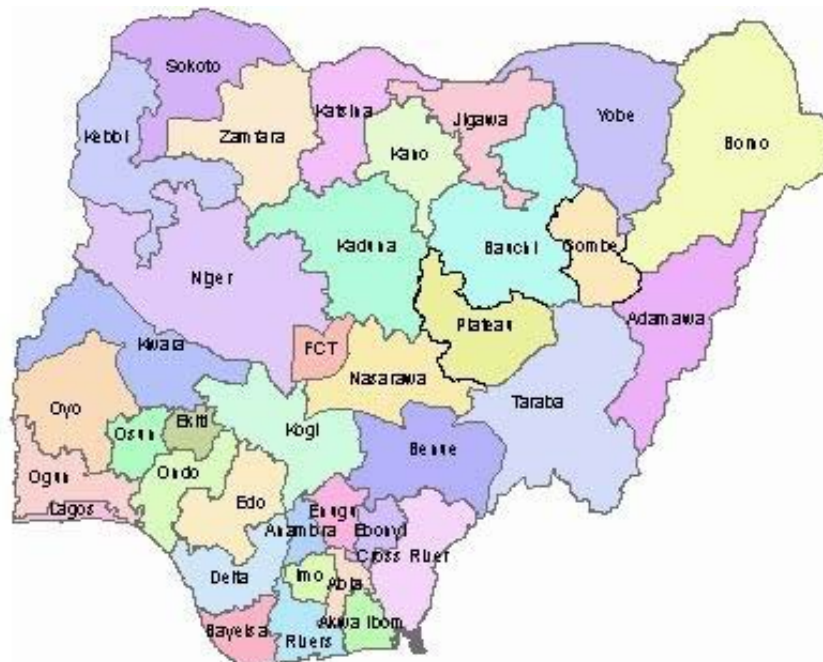 Sokoto
Kebbi
Zamfara
Katsina
Kano
Jigawa
Yobe
Borno
Kaduna
Bauchi
Gombe
Niger
Adamawa
Plateau
FCT
Nasarawa
Kwara
Taraba
Oyo
Osun
Ekiti
Kogi
Benue
Ogun
Ondo
Lagos
Edo
Enugu
Anambra
Ebonyi
Cross River
Delta
Imo
Abia
Bayelsa
Rivers
Akwa Ibom